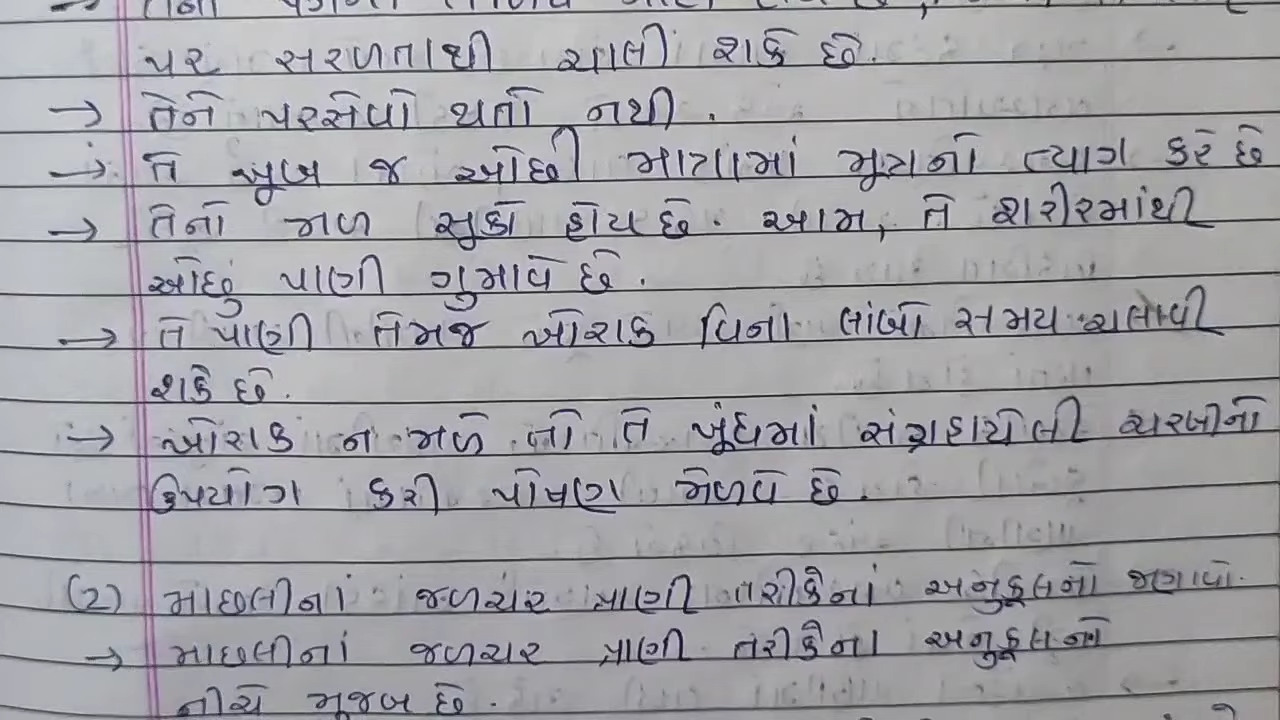 પર સરળતાથી ચાલી શકે છે.
→ તેને પરસેવો થતો નથી.
→ તે ખુબ જ ઓછી માત્રામાં મૂત્રનો ત્યાગ કરે છે
→ તેનો મળ સુકો હોય છે. આમ, તે શરીરમાંથી
ઓછું પાણી ગુમાવે છે.
→ તે પાણી તેમજ ખોરાક વિના લાંબો સમય ચલાવી
શકે છે.
→ ખોરાક ન મળે તો તે ખૂંધમાં સંગ્રહાયેલી ચરબીનો
ઉપયોગ કરી પોષણ મેળવે છે.
(2) માછલીનાં જળચર પ્રાણી તરીકેનાં અનુકૂલનો જણાવો.
→ માછલીનાં જળચર પ્રાણી તરીકેના અનુકૂલનો
નીચે મૂજબ છે.